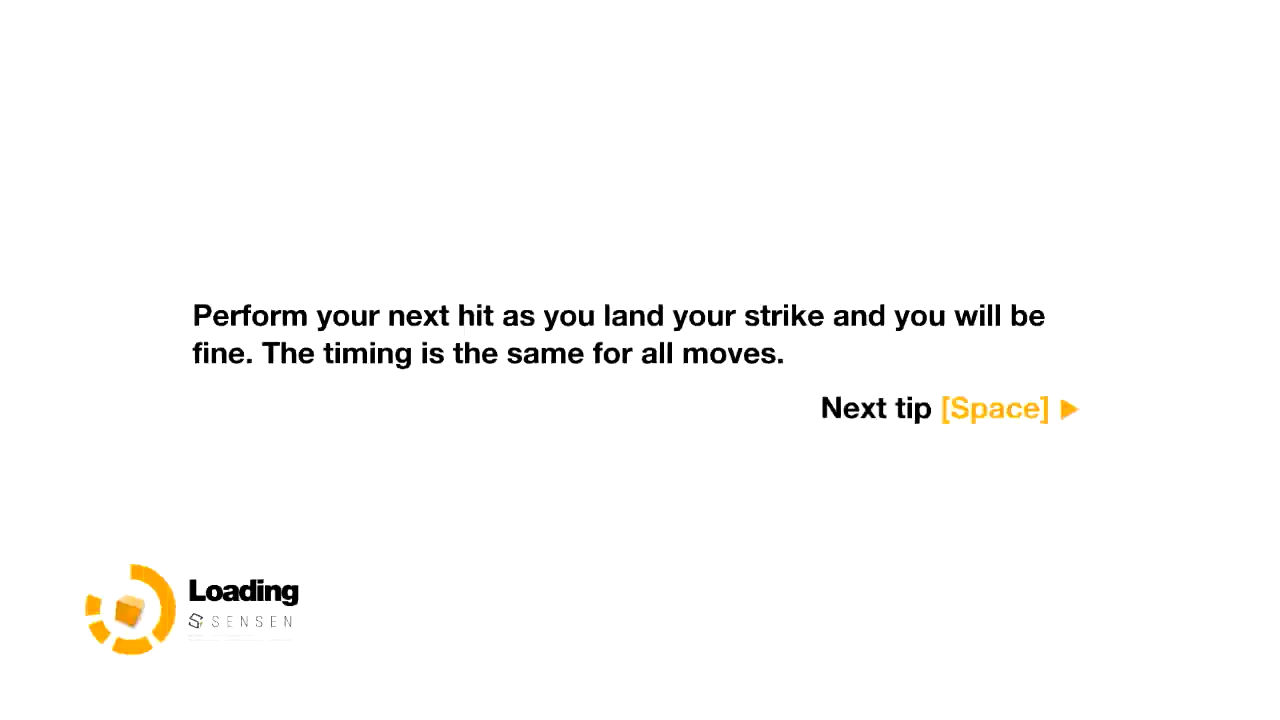 Perform your next hit as you land your strike and you will be
fine. The timing is the same for all moves.
Next tip [Space]
Loading
SENSEN